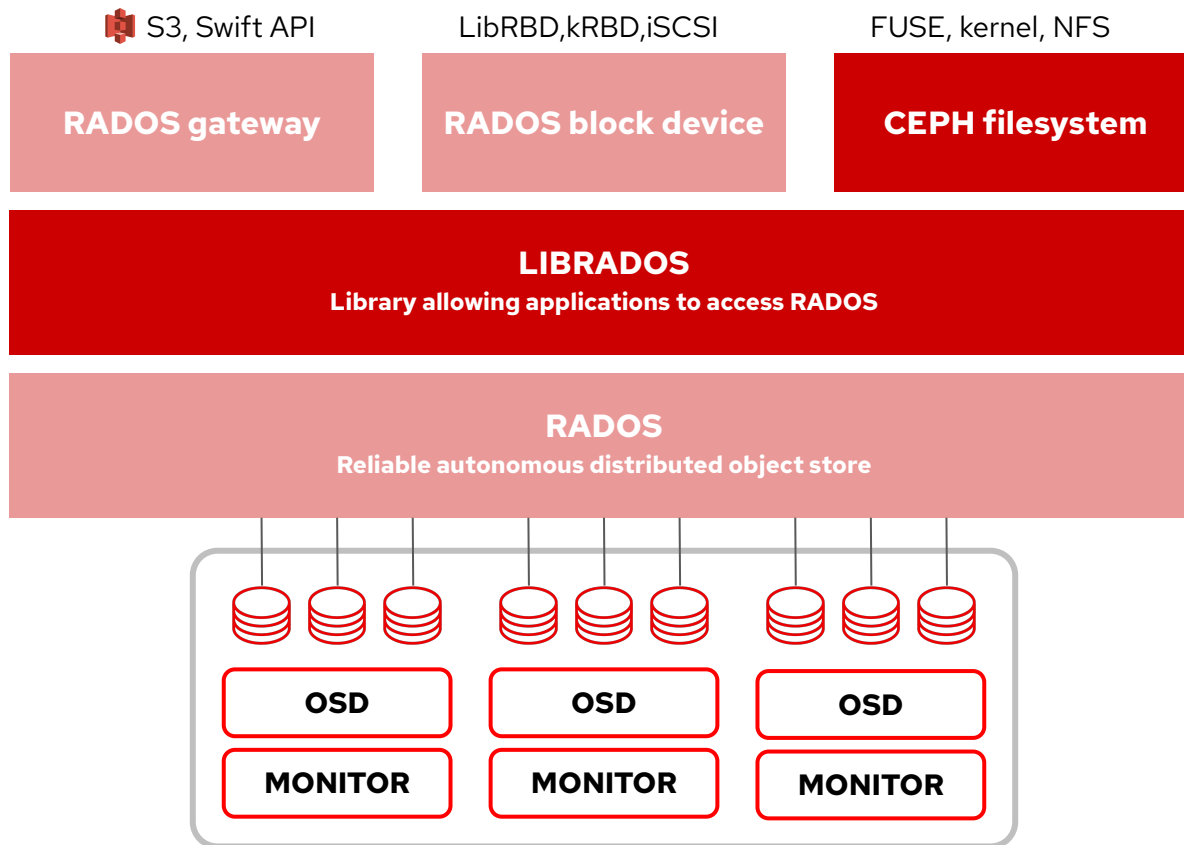 S3, Swift API
LibRBD,kRBD,iSCSI
FUSE, kernel, NFS
RADOS gateway
RADOS block device
CEPH filesystem
LIBRADOS
Library allowing applications to access RADOS
RADOS
Reliable autonomous distributed object store
OSD
OSD
OSD
MONITOR
MONITOR
MONITOR